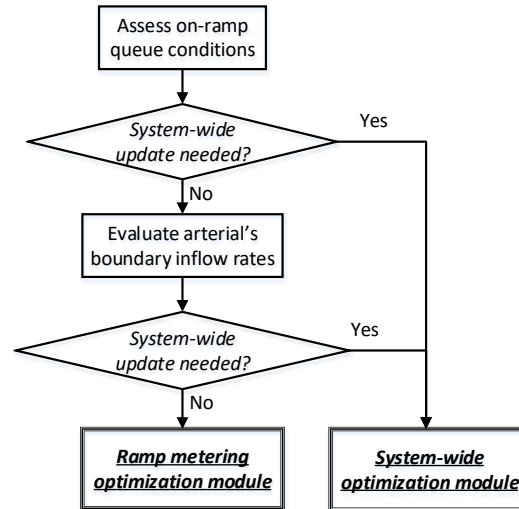 Assess on-ramp
queue conditions
System-wide
update needed?
Yes
No
Evaluate arterial’s
boundary inflow rates
System-wide
update needed?
Yes
No
Ramp metering
optimization module
System-wide
optimization module